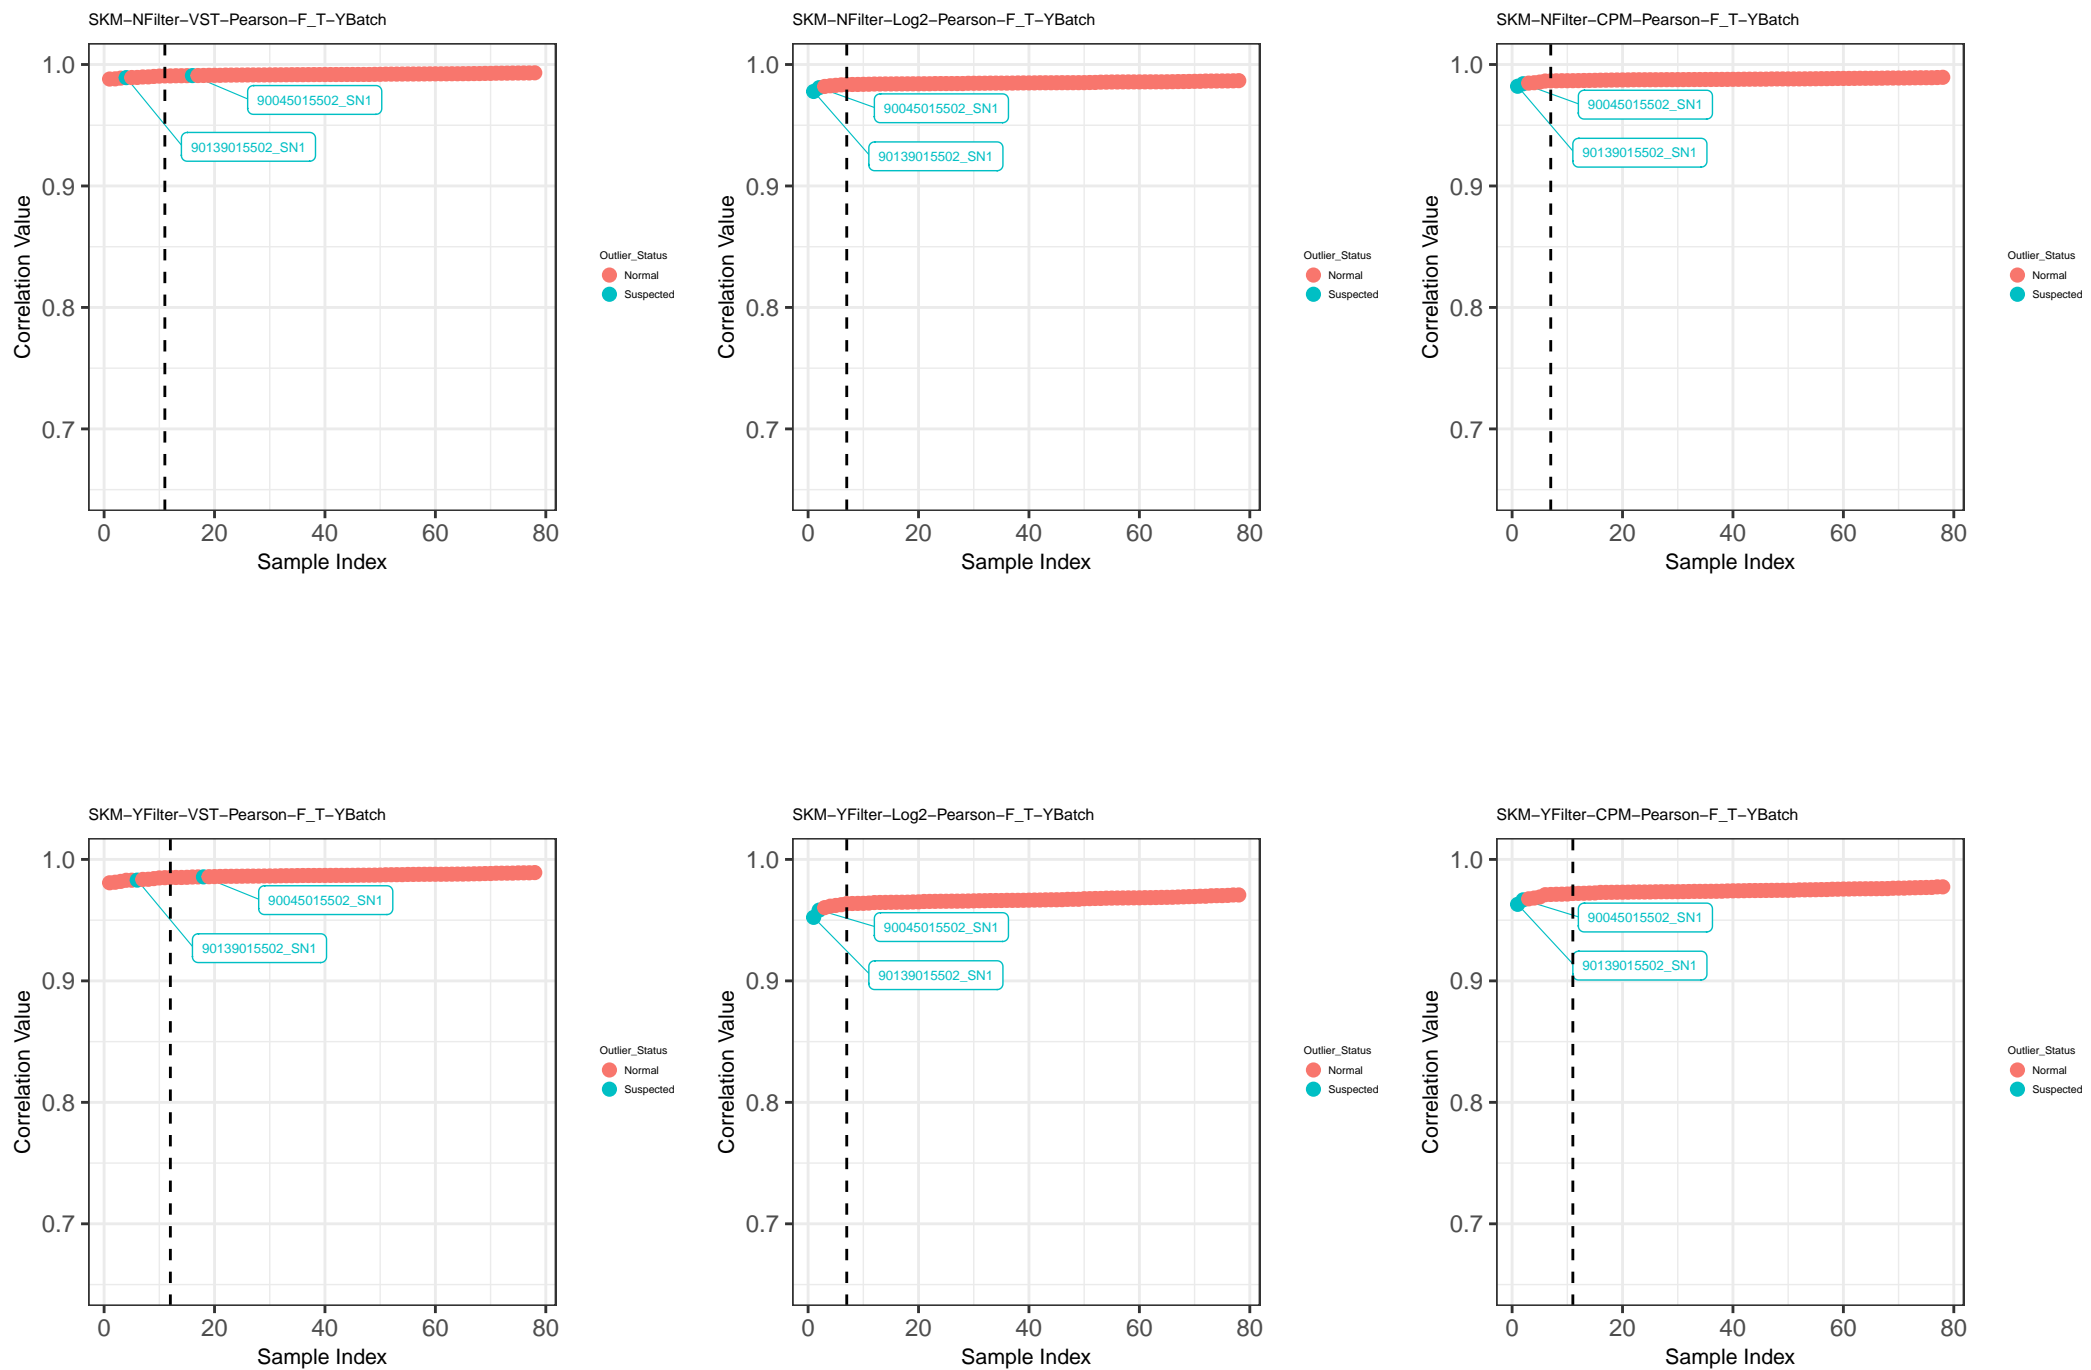 SKM−NFilter−VST−Pearson−F_T−YBatch
1.0
0.9
0.8
0.7
Correlation Value
90045015502_SN1
90139015502_SN1
0 20 40 60 80
Sample Index
Outlier_Status
Normal
Suspected
SKM−NFilter−Log2−Pearson−F_T−YBatch
1.0
0.9
0.8
0.7
Correlation Value
90045015502_SN1
90139015502_SN1
0 20 40 60 80
Sample Index
Outlier_Status
Normal
Suspected
SKM−NFilter−CPM−Pearson−F_T−YBatch
1.0
0.9
0.8
0.7
Correlation Value
90045015502_SN1
90139015502_SN1
0 20 40 60 80
Sample Index
Outlier_Status
Normal
Suspected
SKM−YFilter−VST−Pearson−F_T−YBatch
1.0
0.9
0.8
0.7
Correlation Value
90045015502_SN1
90139015502_SN1
0 20 40 60 80
Sample Index
Outlier_Status
Normal
Suspected
SKM−YFilter−Log2−Pearson−F_T−YBatch
1.0
0.9
0.8
0.7
Correlation Value
90045015502_SN1
90139015502_SN1
0 20 40 60 80
Sample Index
Outlier_Status
Normal
Suspected
SKM−YFilter−CPM−Pearson−F_T−YBatch
1.0
0.9
0.8
0.7
Correlation Value
90045015502_SN1
90139015502_SN1
0 20 40 60 80
Sample Index
Outlier_Status
Normal
Suspected